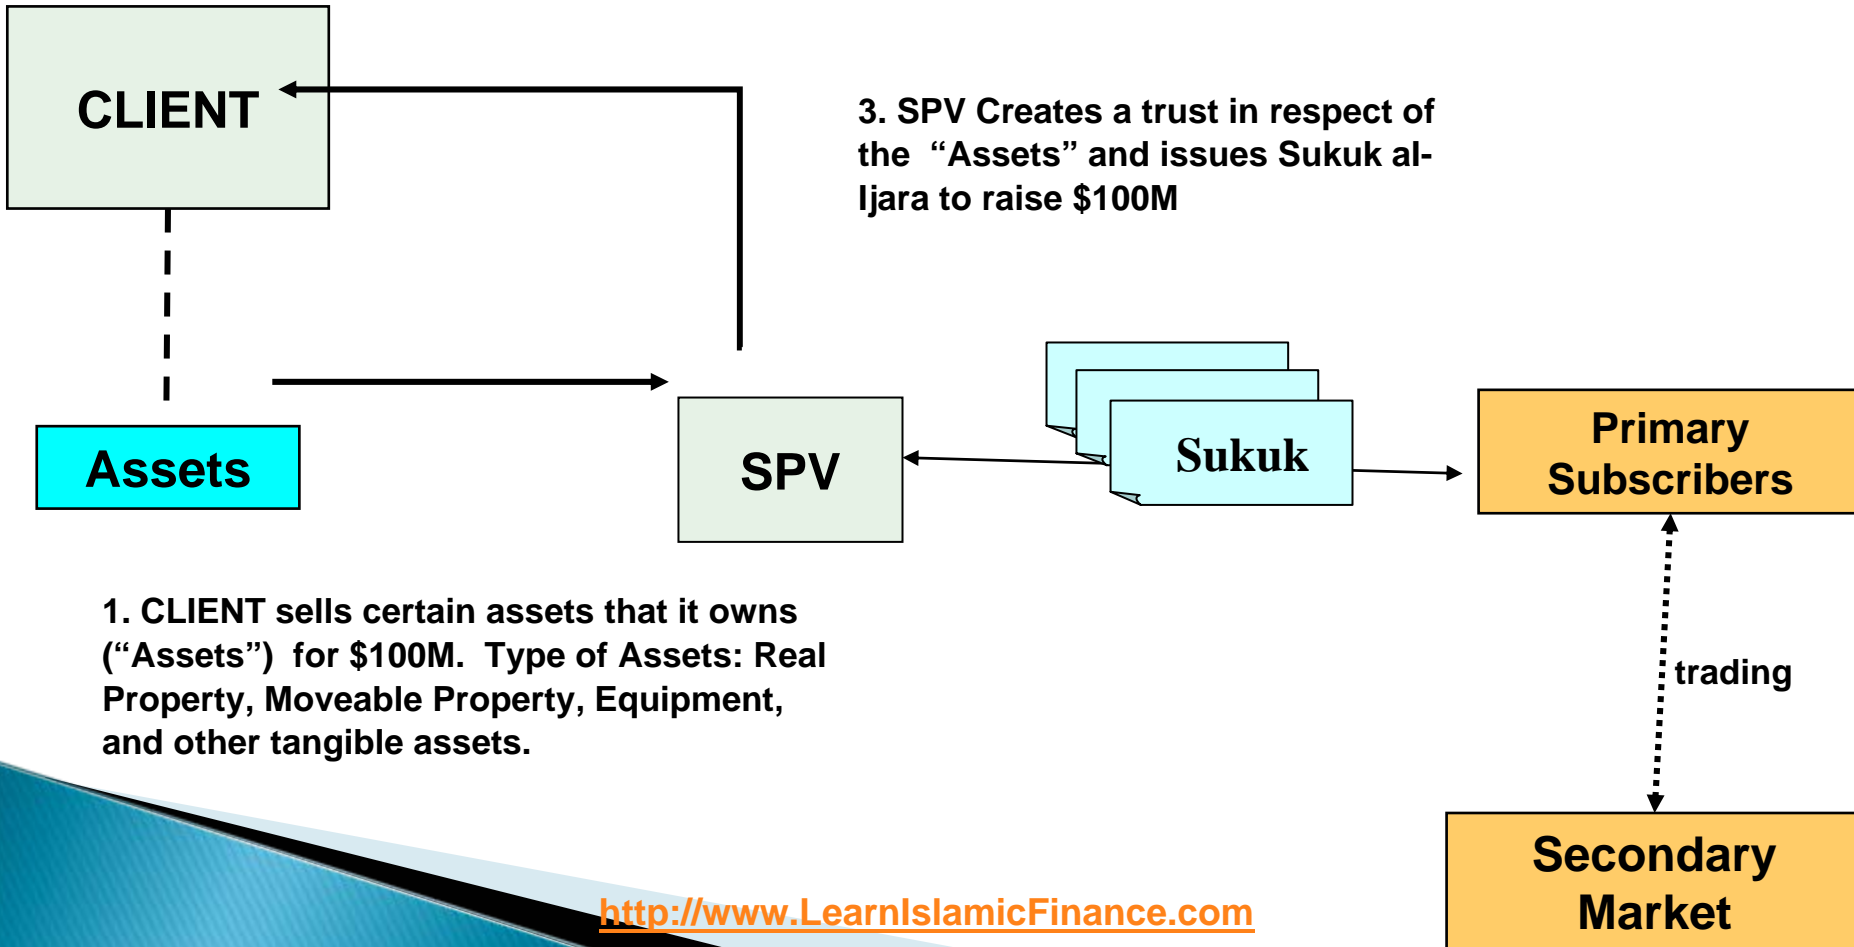 CLIENT
3. SPV Creates a trust in respect of
the “Assets” and issues Sukuk al-
Ijara to raise $100M
Assets
SPV
Sukuk
Primary
Subscribers
1. CLIENT sells certain assets that it owns
(“Assets”) for $100M. Type of Assets: Real
Property, Moveable Property, Equipment,
and other tangible assets.
trading
Secondary
Market
http://www.LearnIslamicFinance.com